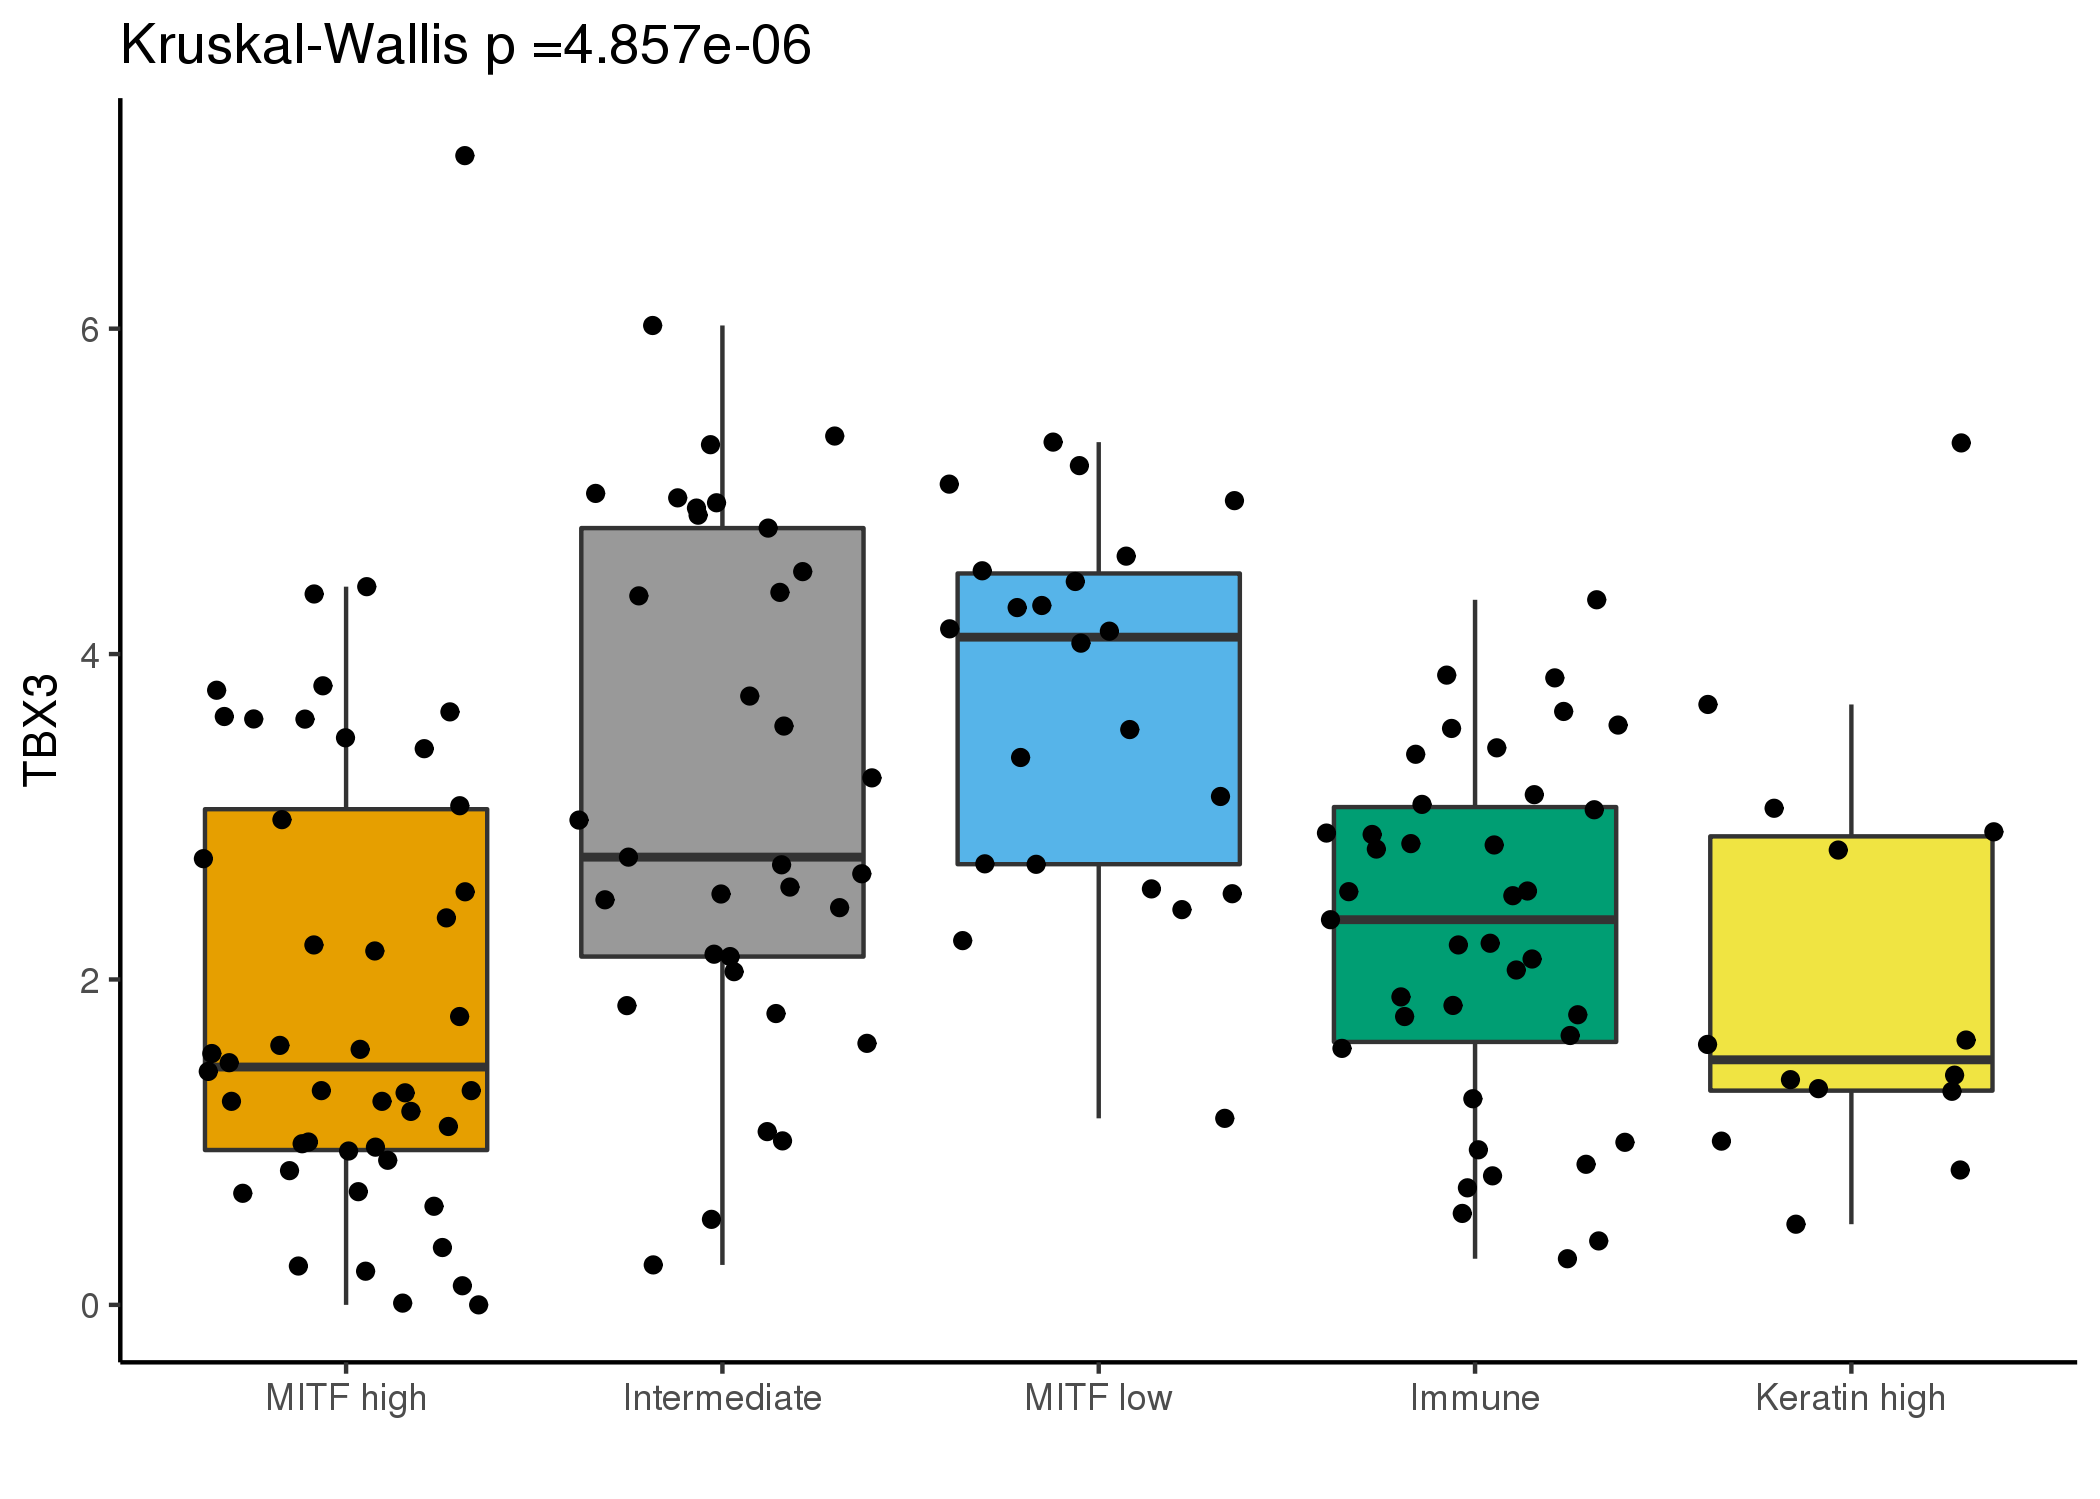 Kruskal-Wallis p =4.857e-06
TBX3
6
4
2
0
MITF high
Intermediate
MITF low
Immune
Keratin high